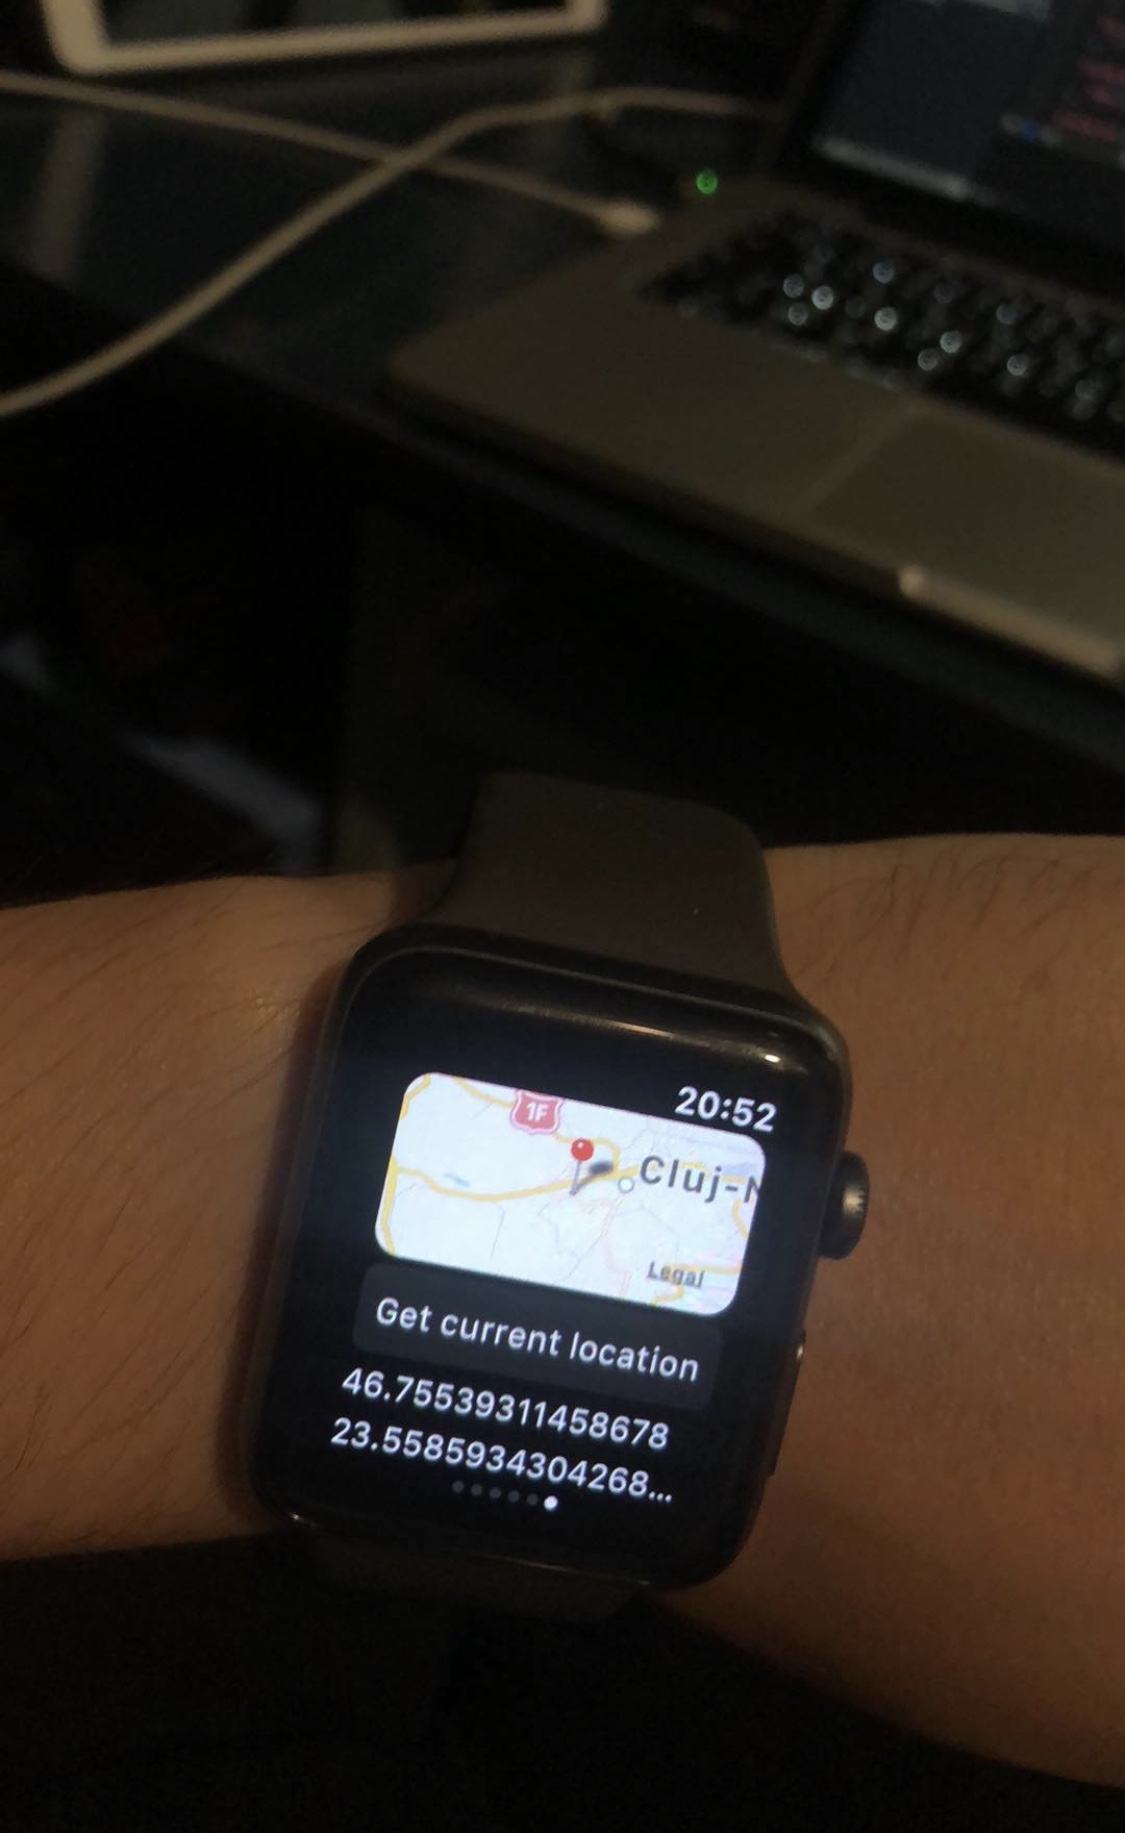 20:52
1F
Cluj-N
Legal
Get current location
46.75539311458678
23.5585934304268...